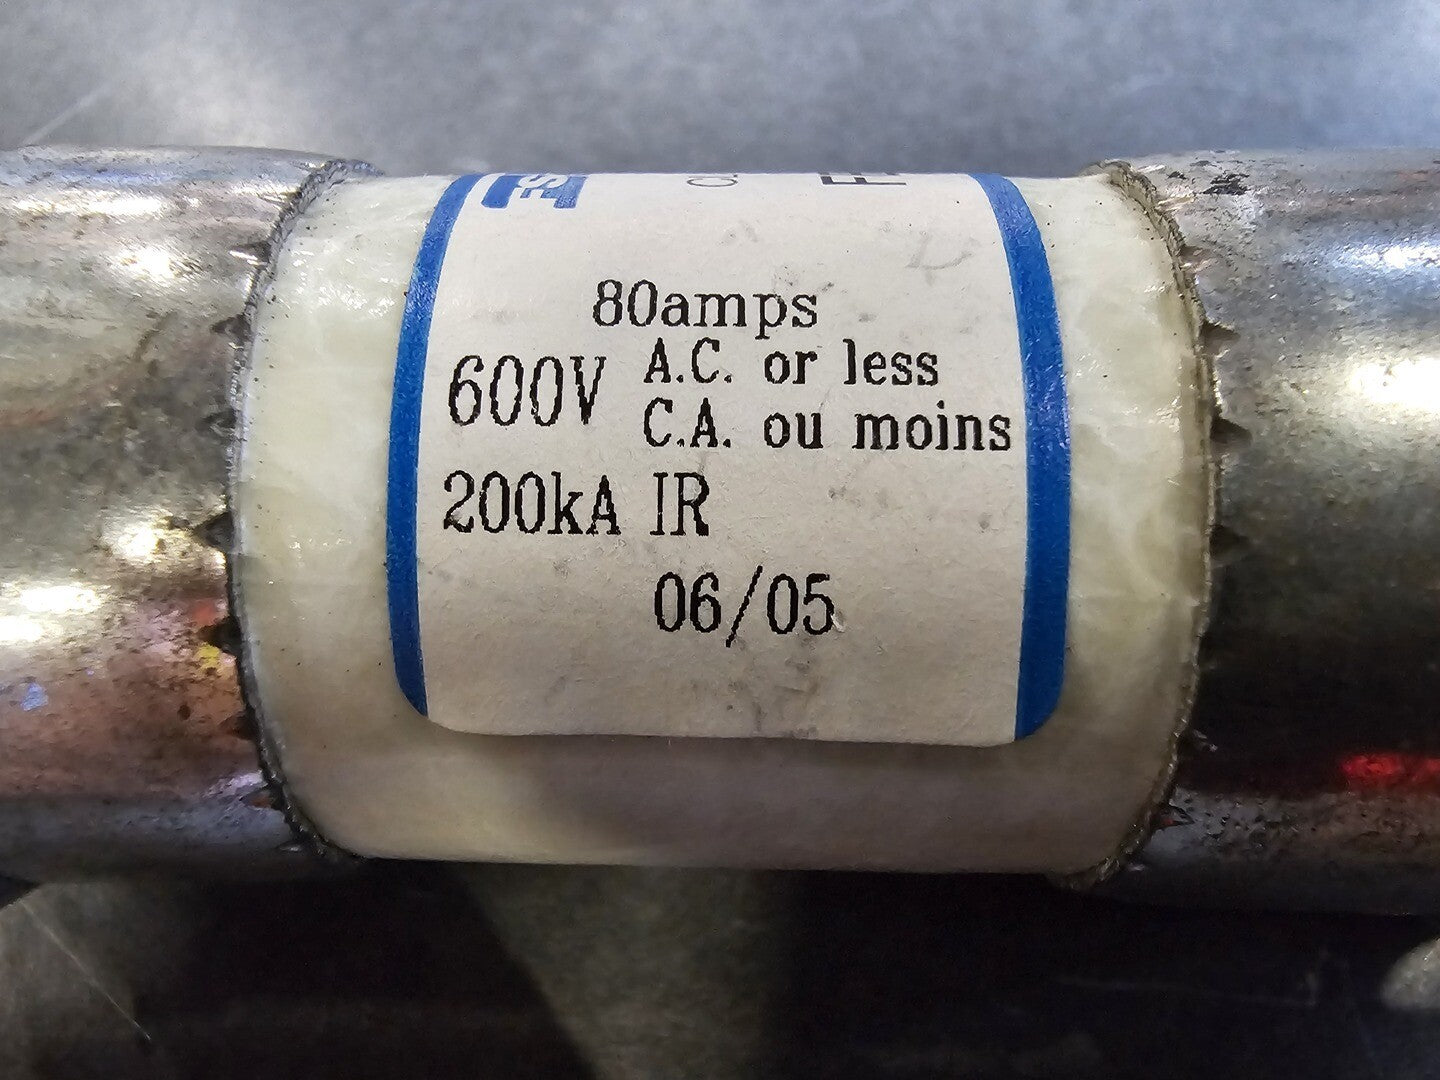 80amps
600V A.C. or less
C.A. ou moins
200kA IR
06/05